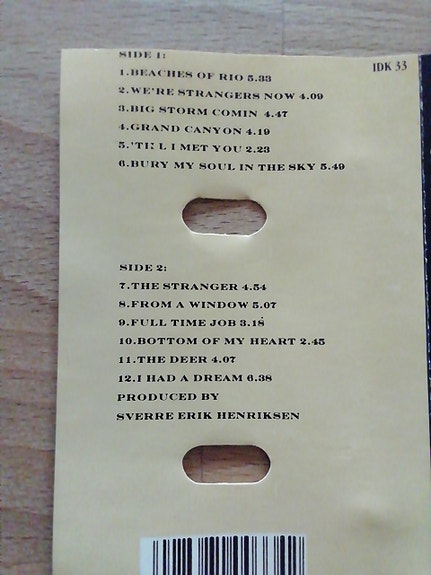 SIDE 1:
IDK 33
1.BEACHES OF RIO 5.33
2.WE'RE STRANGERS NOW 4.09
3.BIG STORM COMIN 4.47
4.GRAND CANYON 4.19
5.'TIL I MET YOU 2.23
6.BURY MY SOUL IN THE SKY 5.49
SIDE 2:
7.THE STRANGER 4.54
8.FROM A WINDOW 5.07
9.FULL TIME JOB 3.18
10.BOTTOM OF MY HEART 2.45
11.THE DEER 4.07
12.I HAD A DREAM 6.38
PRODUCED BY
SVERRE ERIK HENRIKSEN